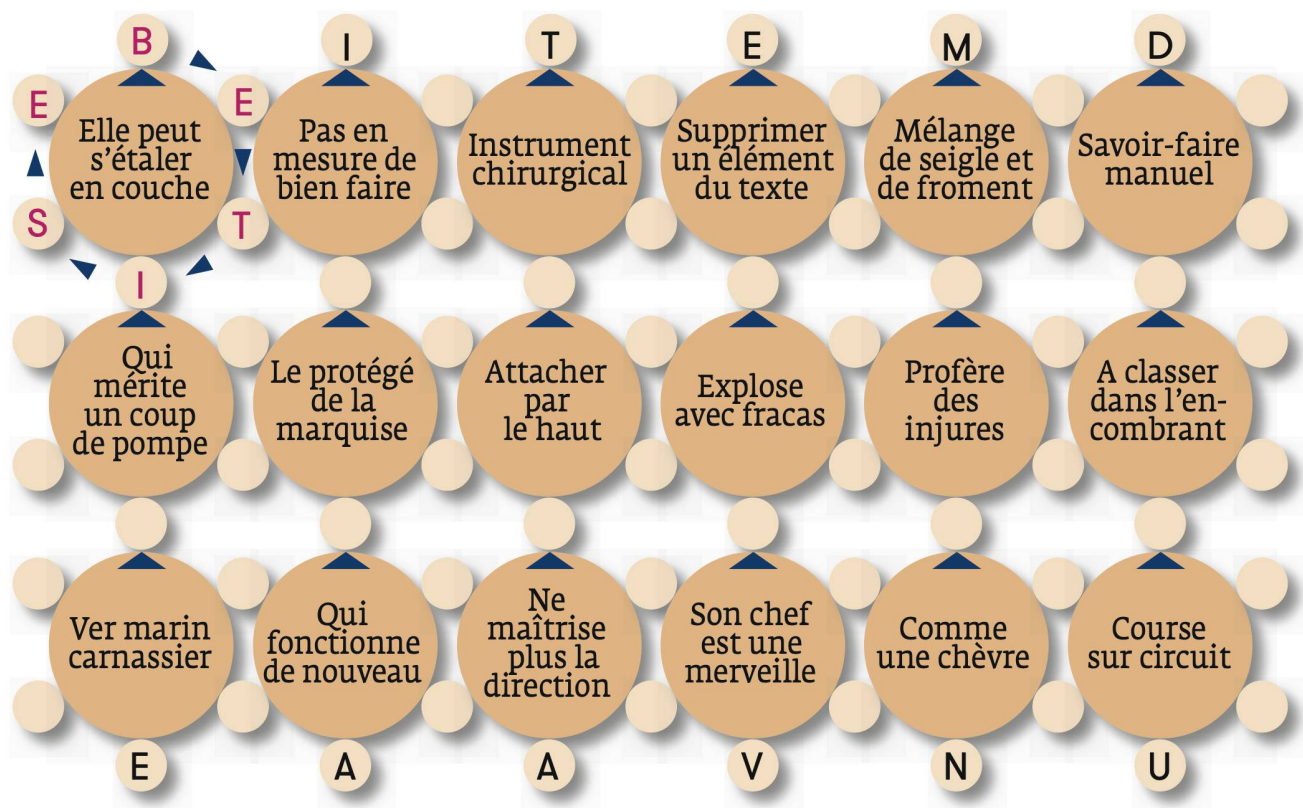 B I T E M D
E E
Elle peut
s'étaler
en couche
Pas en
mesure de
bien faire
Instrument
chirurgical
Supprimer
un élément
du texte
Mélange
de seigle et
de froment
Savoir-faire
manuel
S T
I
Qui
mérite
un coup
de pompe
Le protégé
de la
marquise
Attacher
par
le haut
Explose
avec fracas
Profère
des
injures
A classer
dans l'en-
combrant
Ver marin
carnassier
Qui
fonctionne
de nouveau
Ne
maîtrise
plus la
direction
Son chef
est une
merveille
Comme
une chèvre
Course
sur circuit
E A A V N U